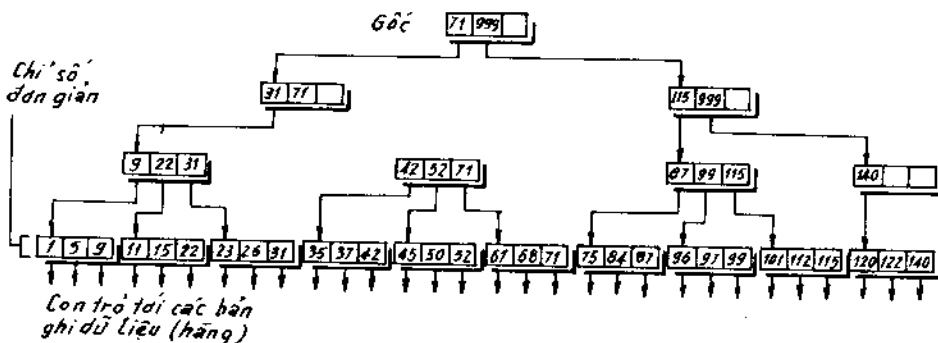 Gốc
71 999
Chỉ số
đơn giản
31 71
115 999
9 22 31
42 52 71
87 99 115
140
1 5 9
11 15 22
23 26 31
35 37 42
45 50 52
61 68 71
75 84 87
96 97 99
101 112 115
120 122 140
Con trỏ tới các bản
ghi dữ liệu (hàng)